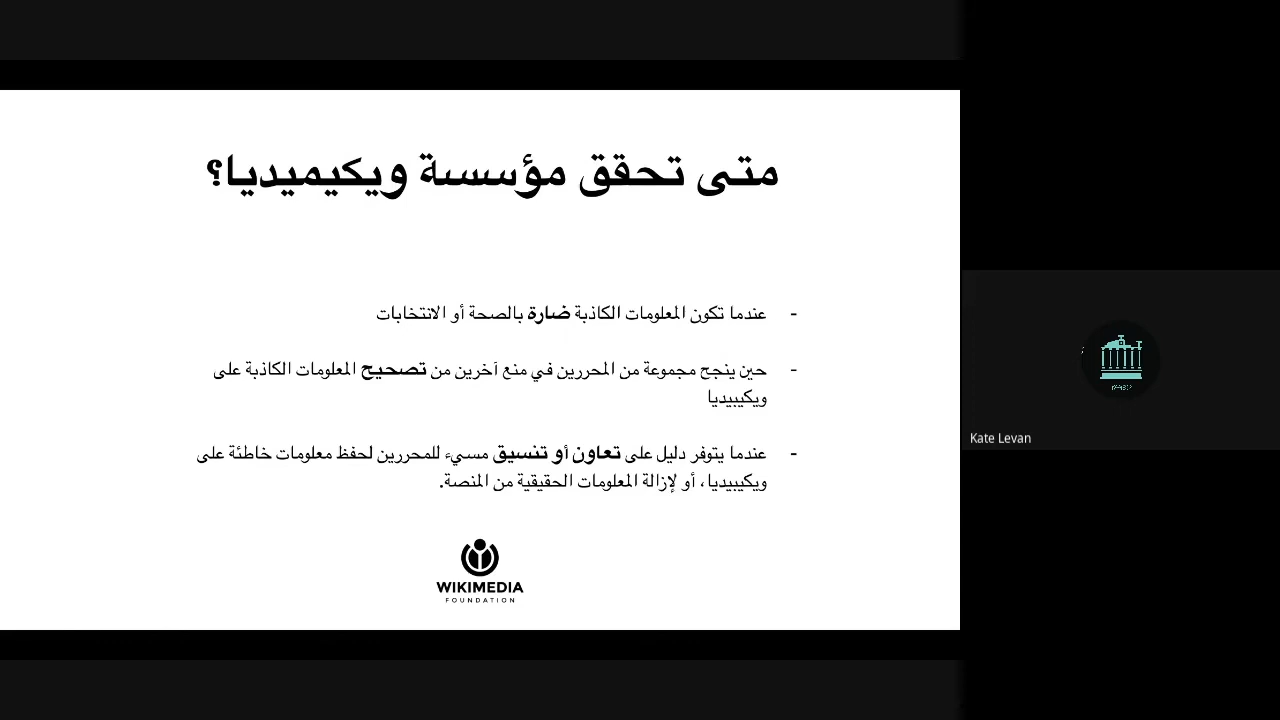 متى تحقق مؤسسة ويكيميديا؟
- عندما تكون المعلومات الكاذبة ضارة بالصحة أو الانتخابات
- حين ينجح مجموعة من المحررين في منع آخرين من تصحيح المعلومات الكاذبة على
ويكيبيديا
- عندما يتوفر دليل على تعاون أو تنسيق مسيء للمحررين لحفظ معلومات خاطئة على
ويكيبيديا، أو لإزالة المعلومات الحقيقية من المنصة.
WIKIMEDIA
FOUNDATION
Kate Levan